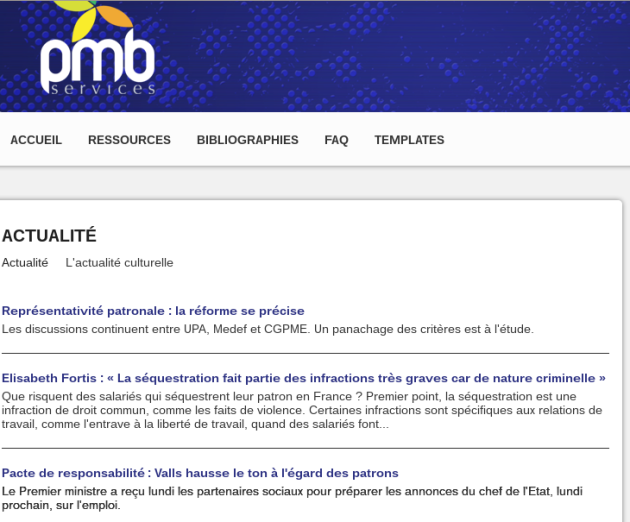 pmb
services
ACCUEIL RESSOURCES BIBLIOGRAPHIES FAQ TEMPLATES
ACTUALITÉ
Actualité L'actualité culturelle
Représentativité patronale : la réforme se précise
Les discussions continuent entre UPA, Medef et CGPME. Un panachage des critères est à l'étude.
Elisabeth Fortis : « La séquestration fait partie des infractions très graves car de nature criminelle »
Que risquent des salariés qui séquestrent leur patron en France ? Premier point, la séquestration est une
infraction de droit commun, comme les faits de violence. Certaines infractions sont spécifiques aux relations de
travail, comme l'entrave à la liberté de travail, quand des salariés font...
Pacte de responsabilité : Valls hausse le ton à l'égard des patrons
Le Premier ministre a reçu lundi les partenaires sociaux pour préparer les annonces du chef de l'Etat, lundi
prochain, sur l'emploi.